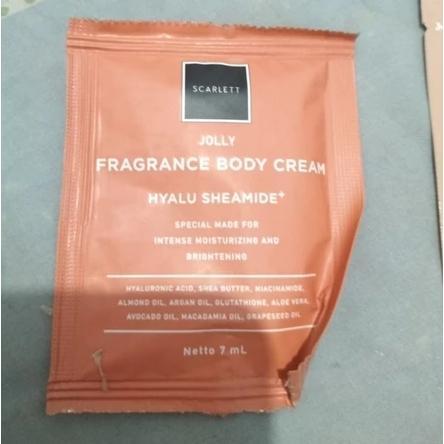 SCARLETT
JOLLY
FRAGRANCE BODY CREAM
HYALU SHEAMIDE+
SPECIAL MADE FOR
INTENSE MOISTURIZING AND
BRIGHTENING
HYALURONIC ACID, SHEA BUTTER, NIACINAMIDE,
ALMOND OIL, ARGAN OIL, GLUTATHIONE, ALOE VERA,
AVOCADO OIL, MACADAMIA OIL, GRAPESEED OIL
Netto 7 mL